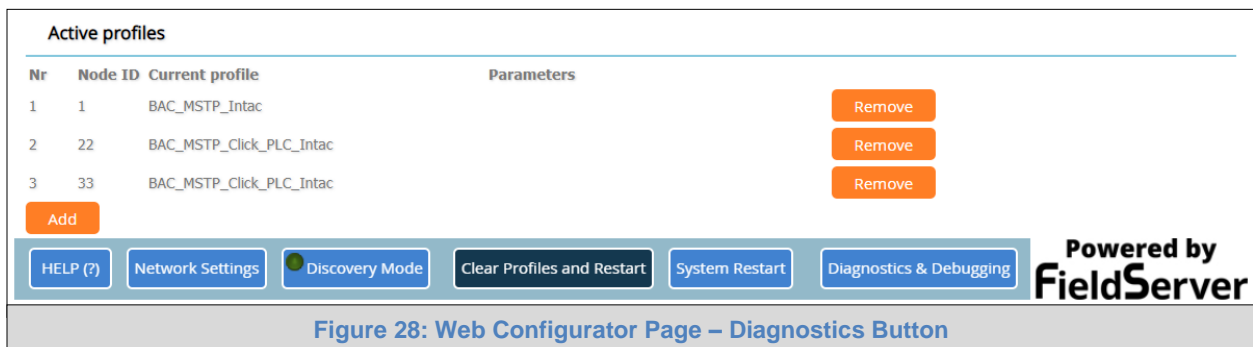 Active profiles
Nr Node ID Current profile Parameters
1 1 BAC_MSTP_Intac Remove
2 22 BAC_MSTP_Click_PLC_Intac Remove
3 33 BAC_MSTP_Click_PLC_Intac Remove
Add
HELP (?) Network Settings Discovery Mode Clear Profiles and Restart System Restart Diagnostics & Debugging
Powered by
FieldServer
Figure 28: Web Configurator Page – Diagnostics Button